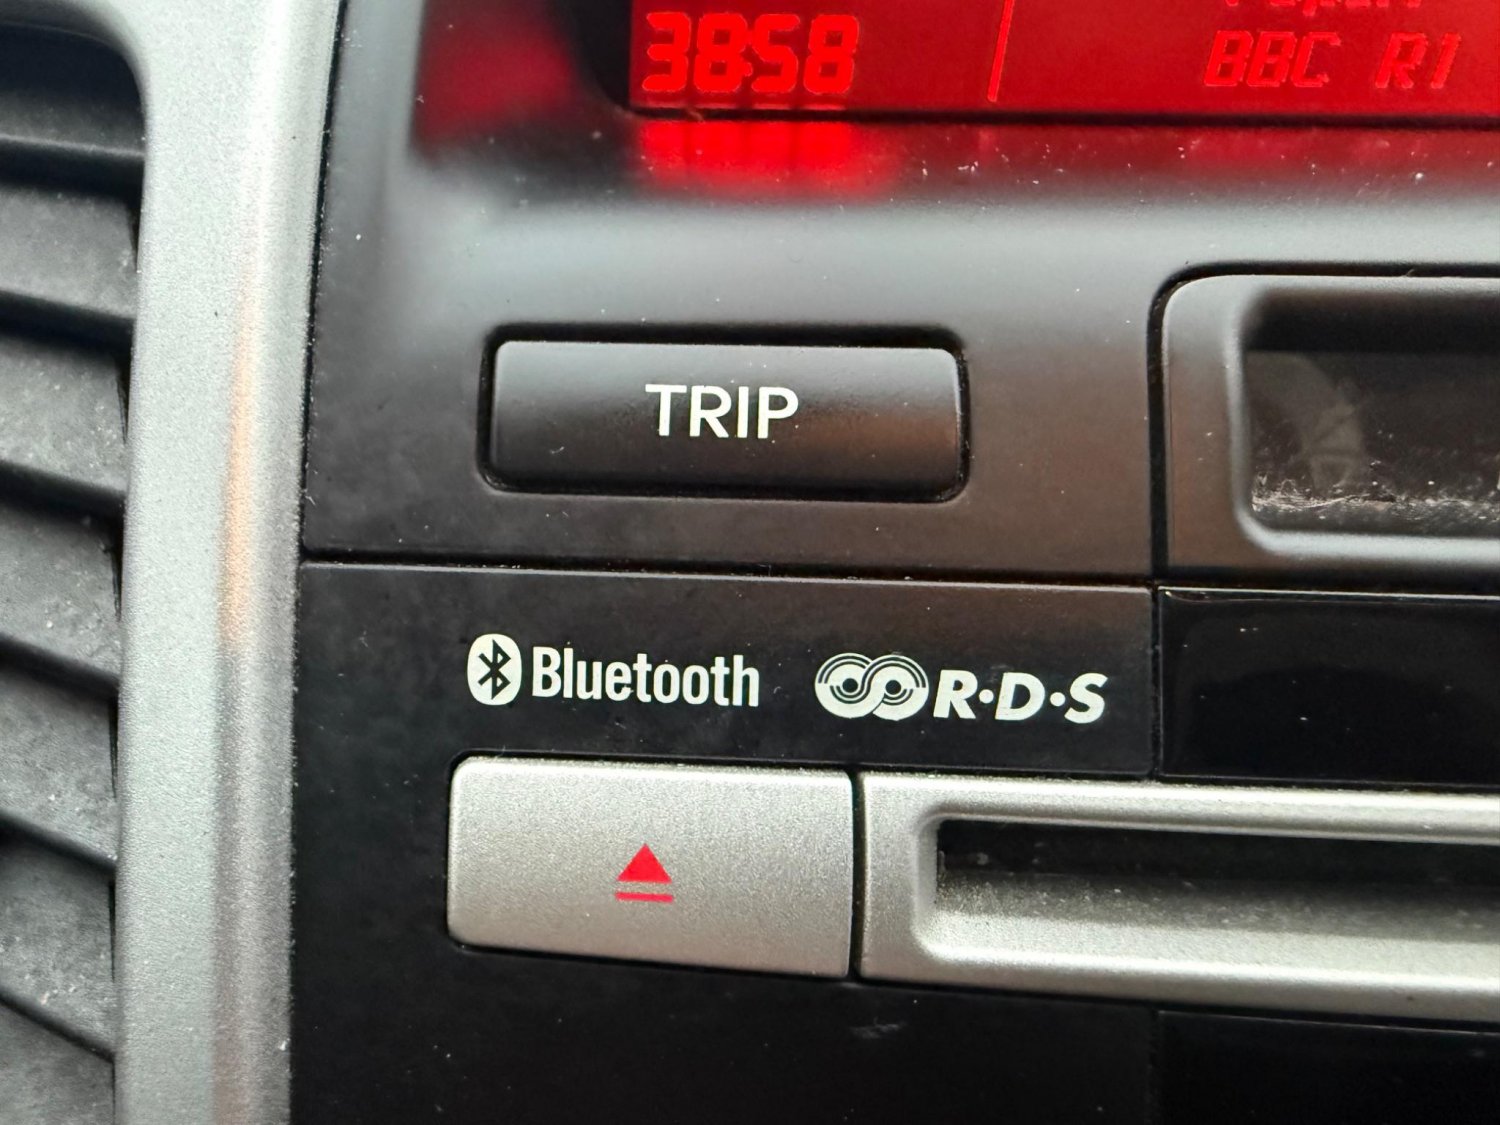 3858
BBC R1
TRIP
Bluetooth
R·D·S